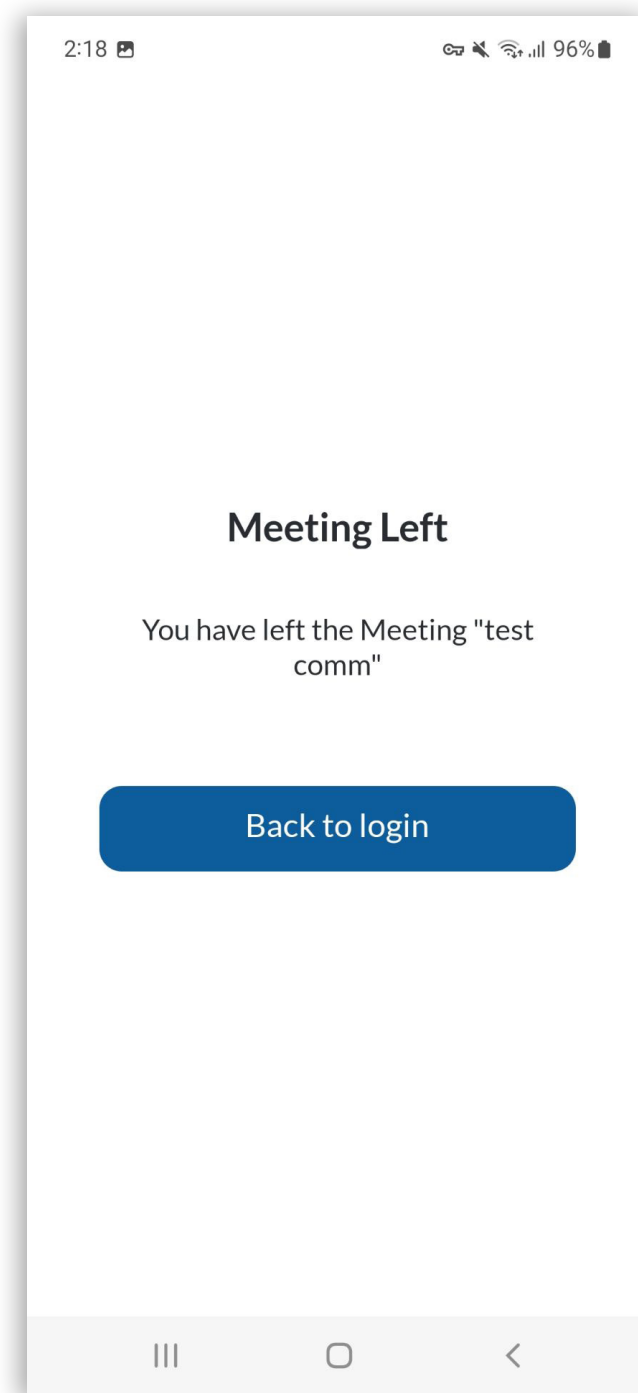 2:18 96%
Meeting Left
You have left the Meeting "test
comm"
Back to login